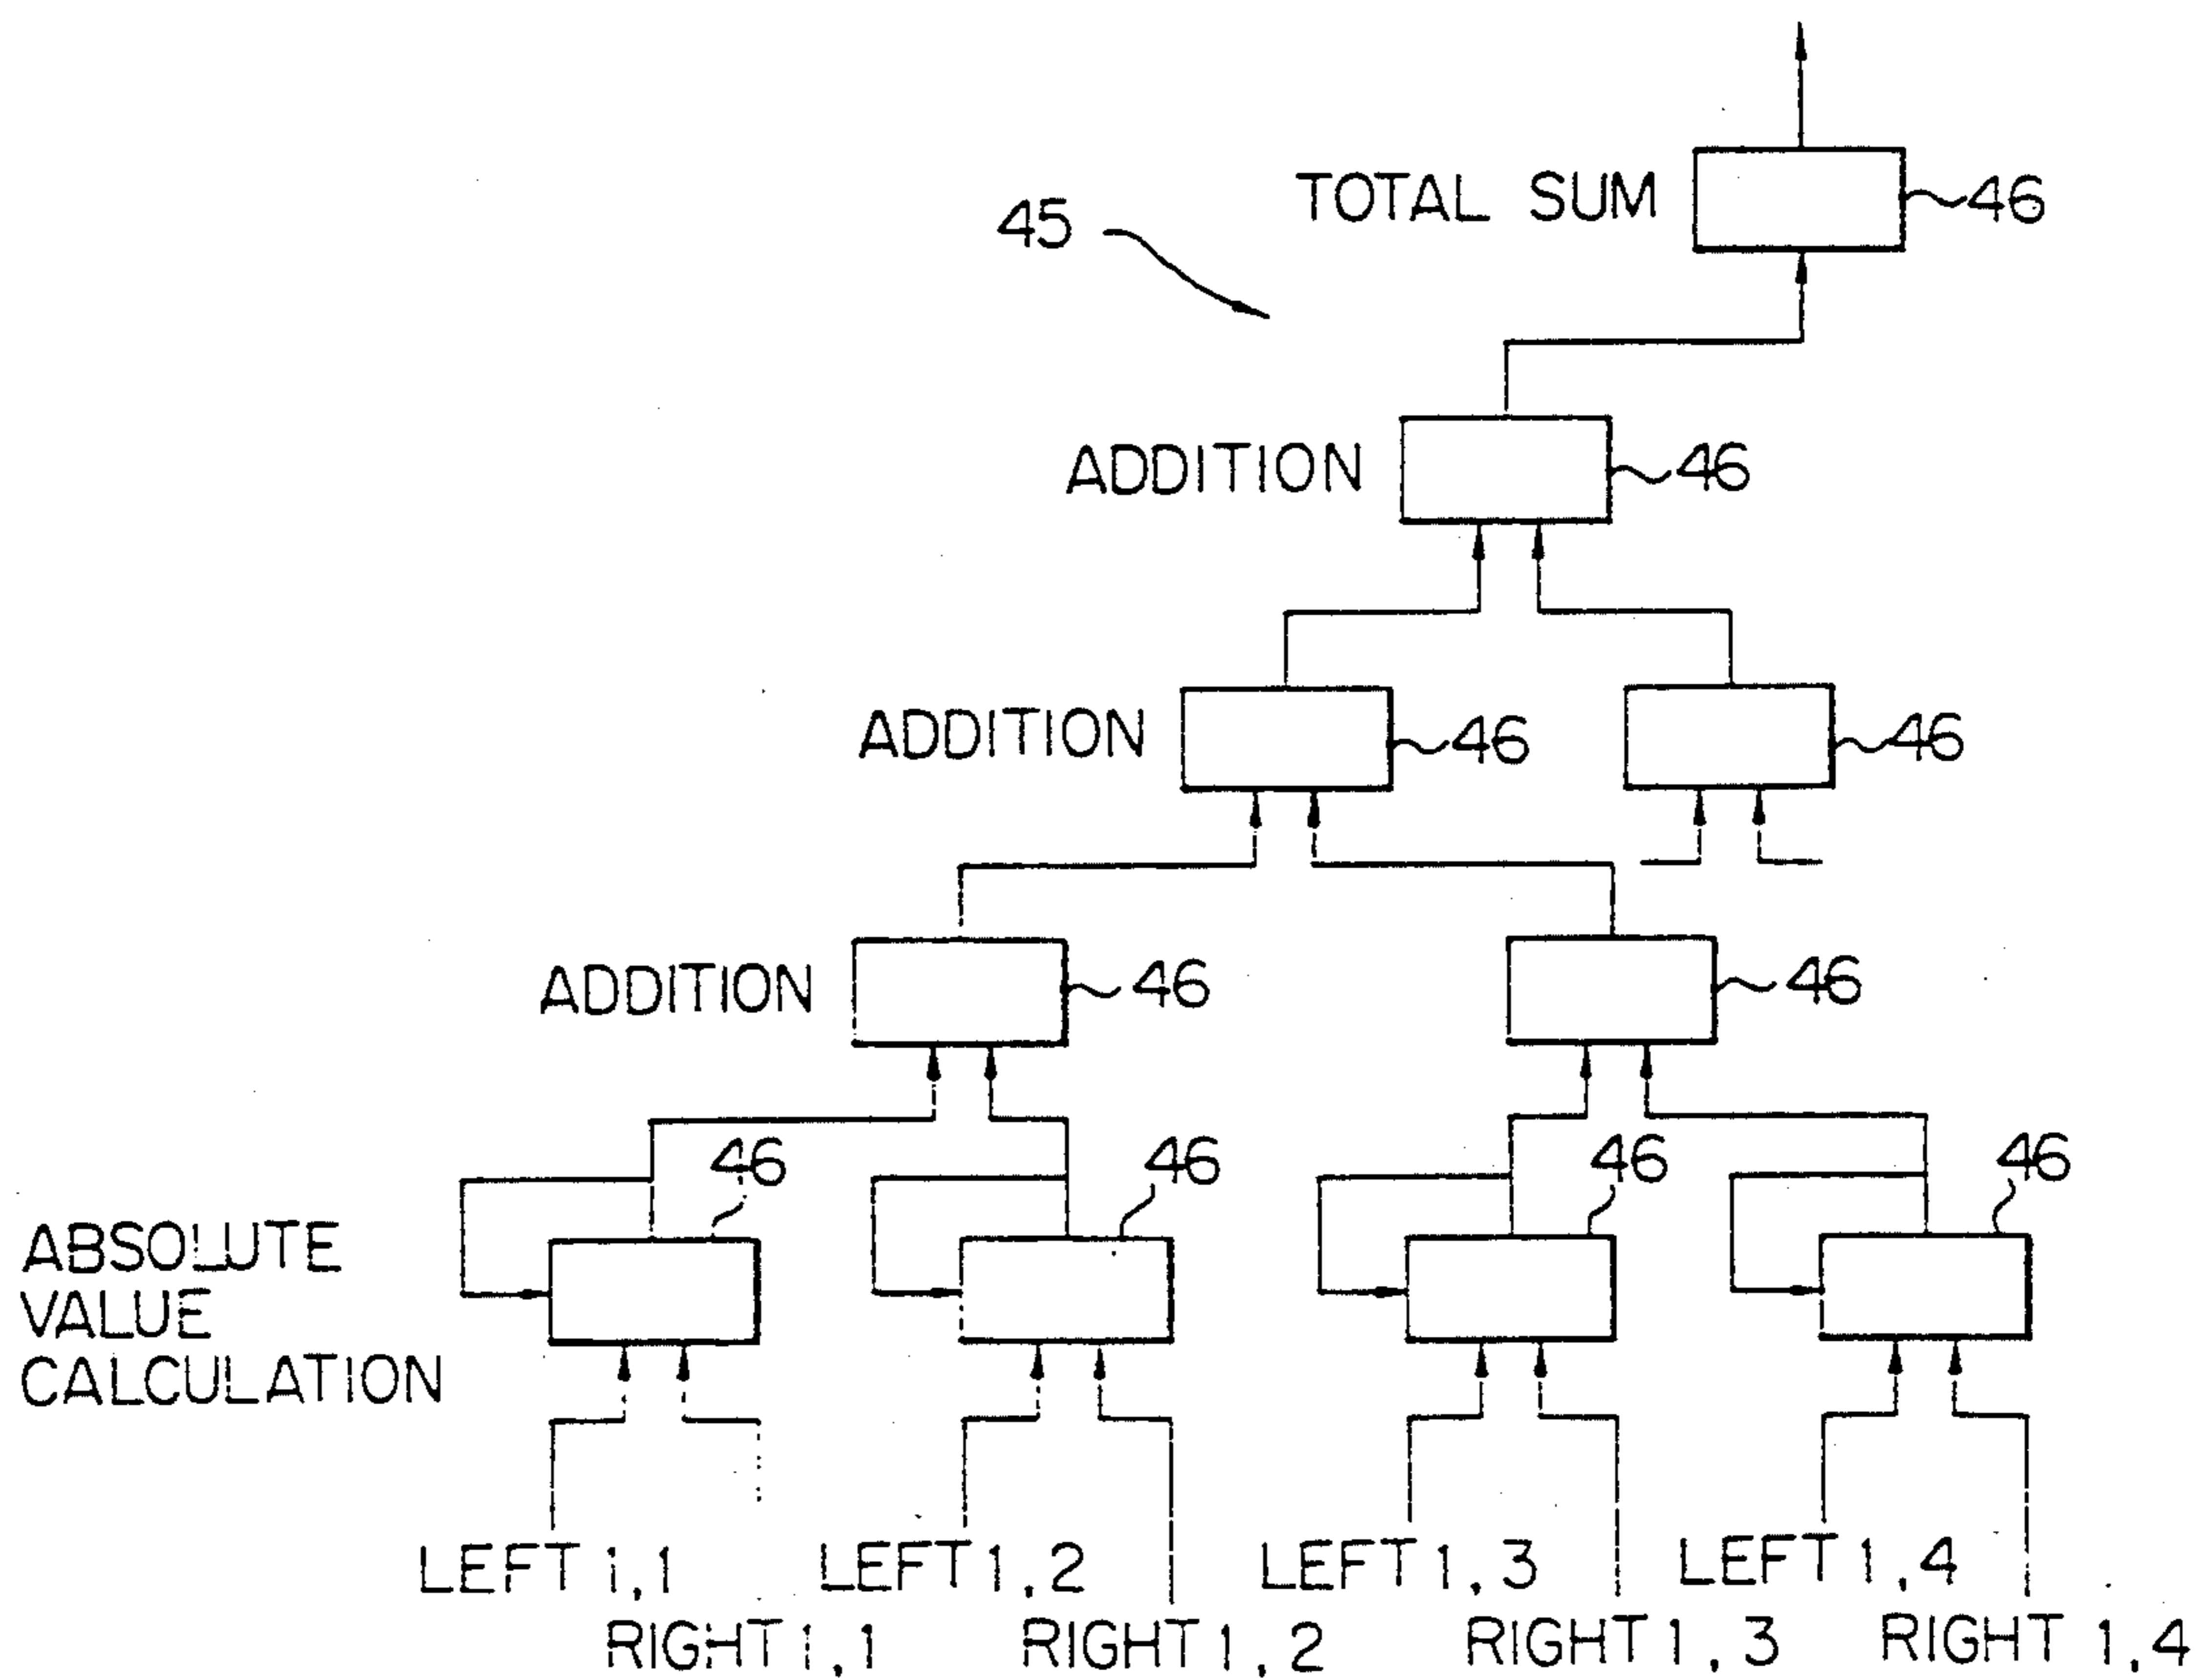 TOTAL SUM 46
45
ADDITION 46
ADDITION 46 46
ADDITION 46 46
46 46 46 46
ABSOLUTE
VALUE
CALCULATION
LEFT 1,1 LEFT 1,2 LEFT 1,3 LEFT 1,4
RIGHT 1,1 RIGHT 1,2 RIGHT 1,3 RIGHT 1,4